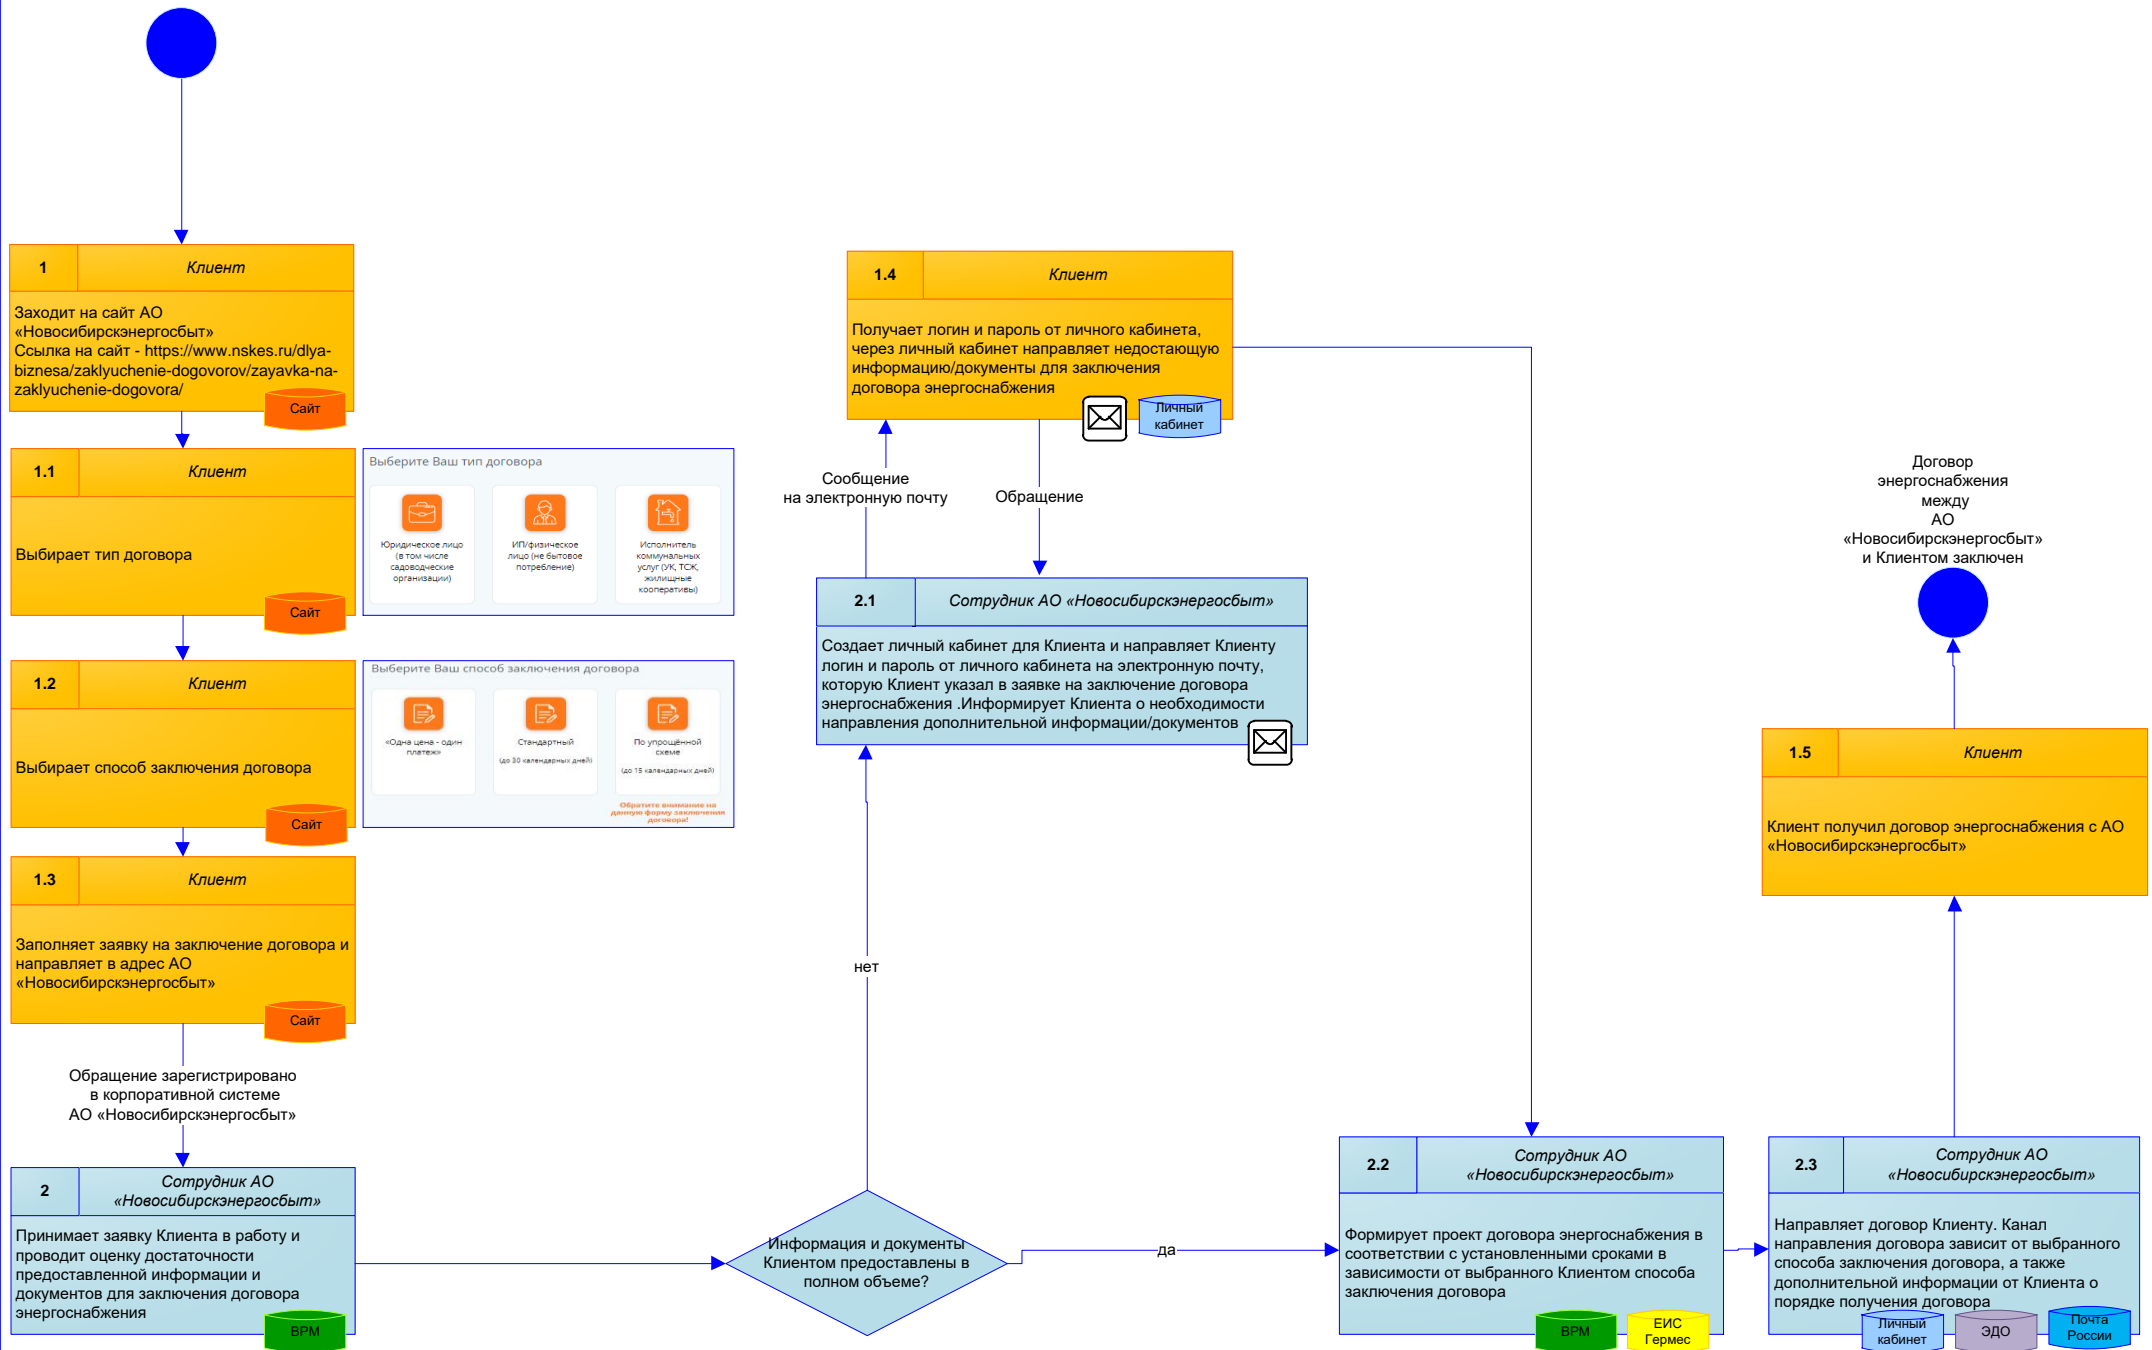 1
Клиент
Заходит на сайт АО
«Новосибирскэнергосбыт»
Ссылка на сайт - https://www.nskes.ru/dlya-
biznesa/zaklyuchenie-dogovorov/zayavka-na-
zaklyuchenie-dogovora/
Сайт
1.1
Клиент
Выбирает тип договора
Сайт
Выберите Ваш тип договора
Юридическое лицо
(в том числе
садоводческие
организации)
ИП/физическое
лицо (не бытовое
потребление)
Исполнитель
коммунальных
услуг (УК, ТСЖ,
жилищные
кооперативы)
1.2
Клиент
Выбирает способ заключения договора
Сайт
Выберите Ваш способ заключения договора
«Одна цена - один
платеж»
Стандартный
(до 30 календарных дней)
По упрощённой
схеме
(до 15 календарных дней)
Обратите внимание на
данную форму заключения
договора!
1.3
Клиент
Заполняет заявку на заключение договора и
направляет в адрес АО
«Новосибирскэнергосбыт»
Сайт
Обращение зарегистрировано
в корпоративной системе
АО «Новосибирскэнергосбыт»
2
Сотрудник АО
«Новосибирскэнергосбыт»
Принимает заявку Клиента в работу и
проводит оценку достаточности
предоставленной информации и
документов для заключения договора
энергоснабжения
BPM
Информация и документы
Клиентом предоставлены в
полном объеме?
нет
да
1.4
Клиент
Получает логин и пароль от личного кабинета,
через личный кабинет направляет недостающую
информацию/документы для заключения
договора энергоснабжения
Личный
кабинет
Сообщение
на электронную почту
Обращение
2.1
Сотрудник АО «Новосибирскэнергосбыт»
Создает личный кабинет для Клиента и направляет Клиенту
логин и пароль от личного кабинета на электронную почту,
которую Клиент указал в заявке на заключение договора
энергоснабжения .Информирует Клиента о необходимости
направления дополнительной информации/документов
2.2
Сотрудник АО
«Новосибирскэнергосбыт»
Формирует проект договора энергоснабжения в
соответствии с установленными сроками в
зависимости от выбранного Клиентом способа
заключения договора
BPM
ЕИС
Гермес
2.3
Сотрудник АО
«Новосибирскэнергосбыт»
Направляет договор Клиенту. Канал
направления договора зависит от выбранного
способа заключения договора, а также
дополнительной информации от Клиента о
порядке получения договора
Личный
кабинет
ЭДО
Почта
России
1.5
Клиент
Клиент получил договор энергоснабжения с АО
«Новосибирскэнергосбыт»
Договор
энергоснабжения
между
АО
«Новосибирскэнергосбыт»
и Клиентом заключен